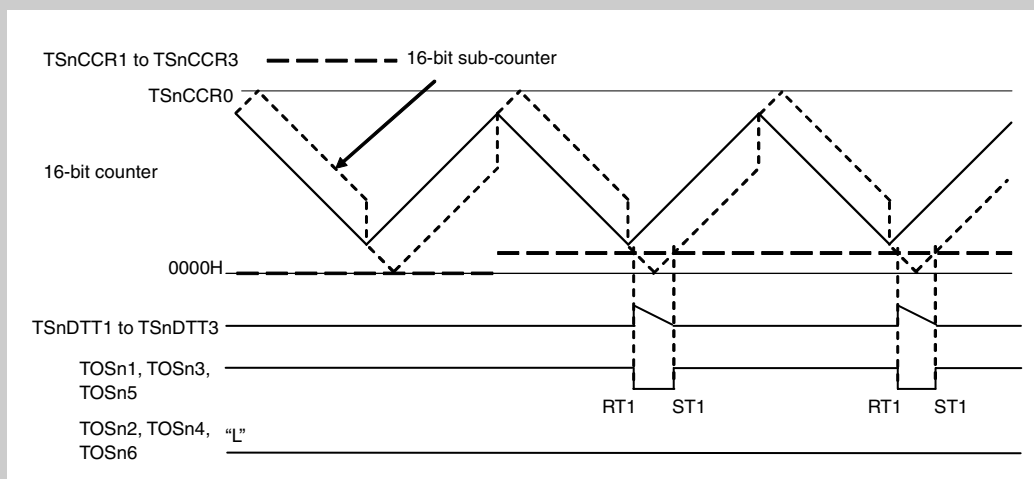 TSnCCR1 to TSnCCR3
16-bit sub-counter
TSnCCR0
16-bit counter
0000H
TSnDTT1 to TSnDTT3
TOSn1, TOSn3,
TOSn5
RT1
ST1
RT1
ST1
TOSn2, TOSn4,
TOSn6
“L”